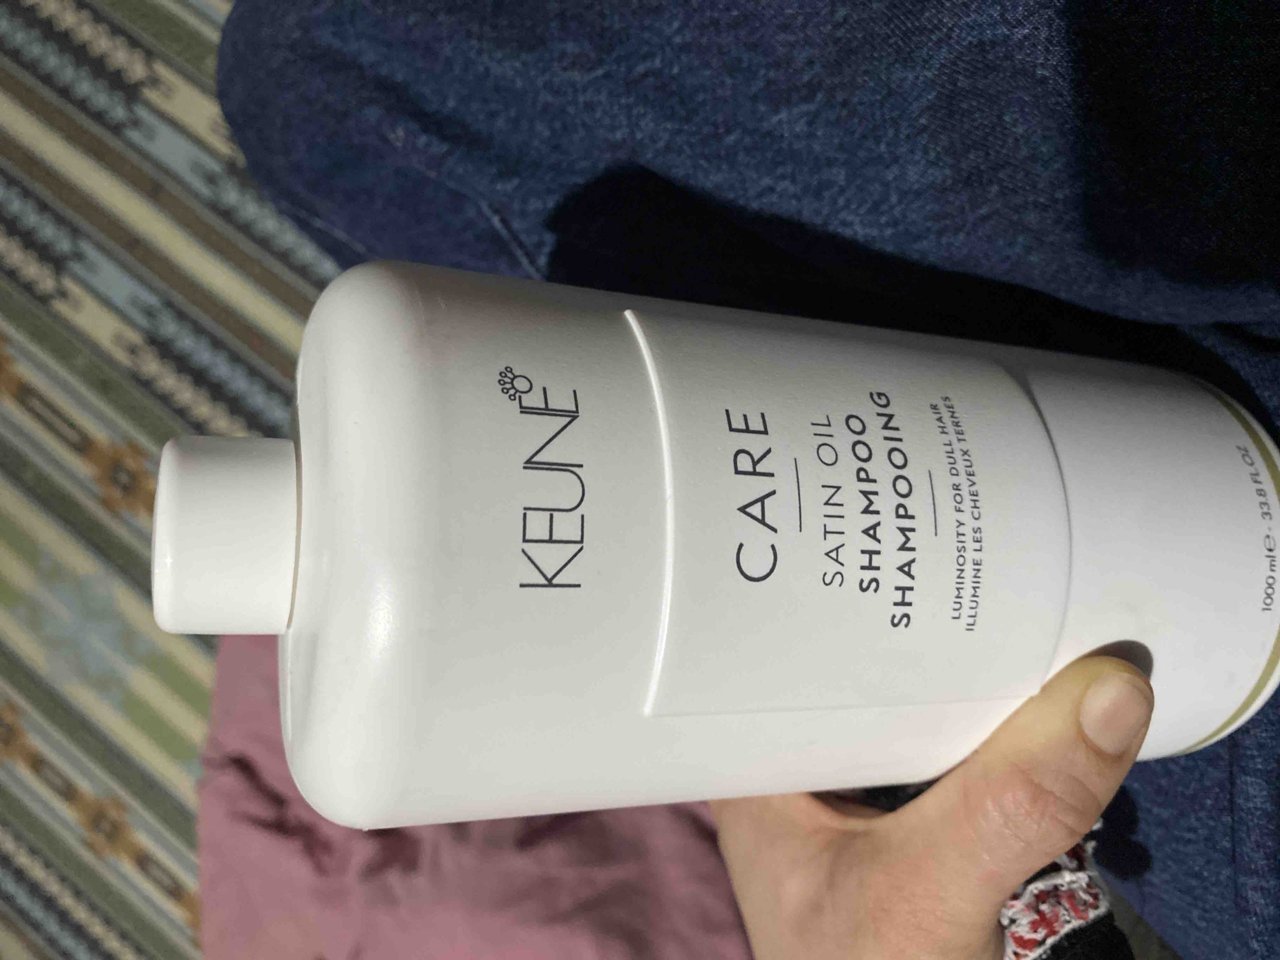 KEUNE
CARE
SATIN OIL
SHAMPOO
SHAMPOOING
LUMINOSITY FOR DULL HAIR
ILLUMINE LES CHEVEUX TERNES
1000 ml e - 33.8 FL.OZ